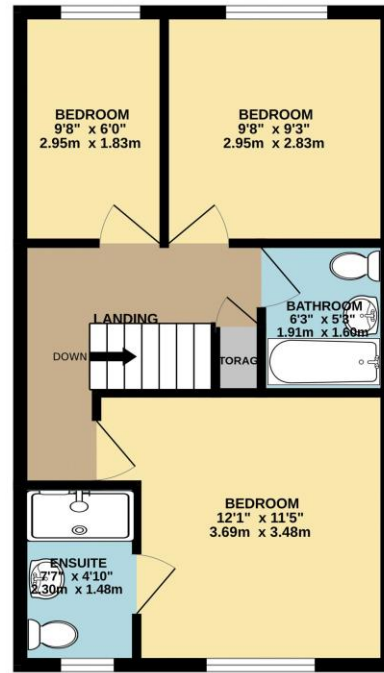 BEDROOM
9'8" x 6'0"
2.95m x 1.83m
BEDROOM
9'8" x 9'3"
2.95m x 2.83m
BATHROOM
6'3" x 5'3"
1.91m x 1.60m
LANDING
DOWN
TORAG
BEDROOM
12'1" x 11'5"
3.69m x 3.48m
ENSUITE
7'7" x 4'10"
2.30m x 1.48m